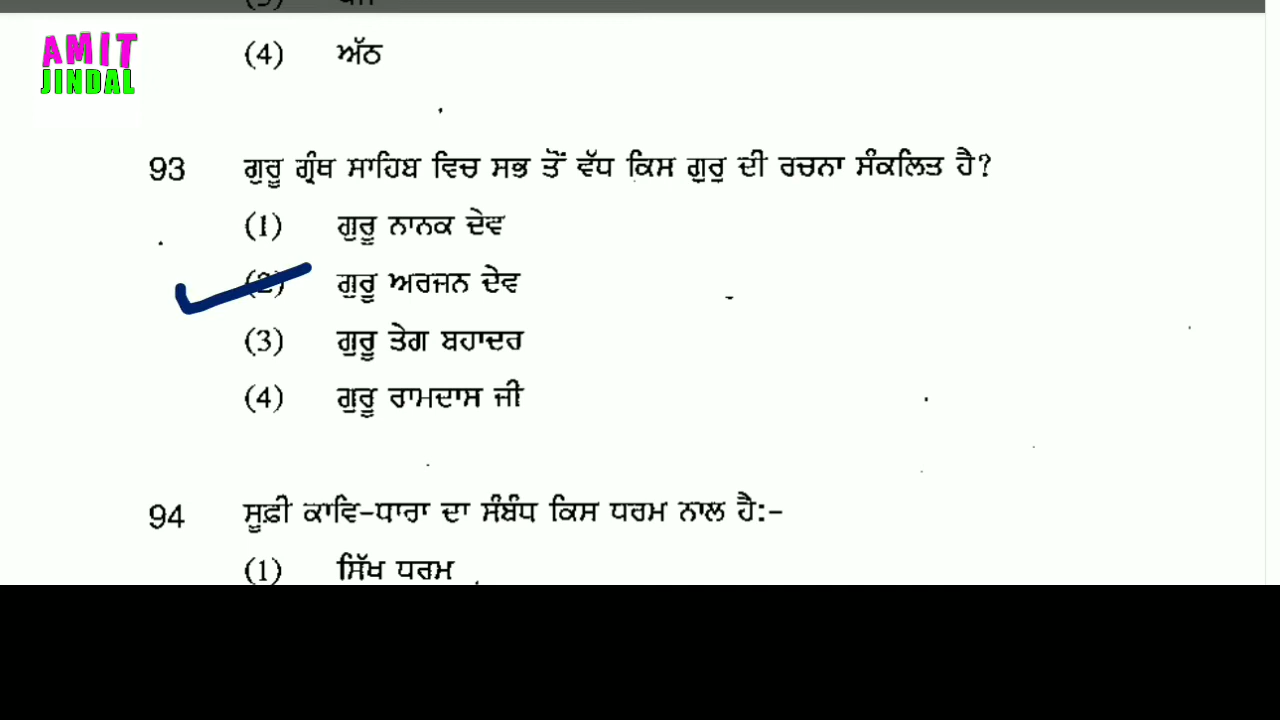 (4) ਅੱਠ
AMIT
JINDAL
93 ਗੁਰੂ ਗ੍ਰੰਥ ਸਾਹਿਬ ਵਿਚ ਸਭ ਤੋਂ ਵੱਧ ਕਿਸ ਗੁਰੁ ਦੀ ਰਚਨਾ ਸੰਕਲਿਤ ਹੈ?
(1) ਗੁਰੂ ਨਾਨਕ ਦੇਵ
(2) ਗੁਰੂ ਅਰਜਨ ਦੇਵ
(3) ਗੁਰੂ ਤੇਗ ਬਹਾਦਰ
(4) ਗੁਰੂ ਰਾਮਦਾਸ ਜੀ
94 ਸੂਫ਼ੀ ਕਾਵਿ-ਧਾਰਾ ਦਾ ਸੰਬੰਧ ਕਿਸ ਧਰਮ ਨਾਲ ਹੈ:-
(1) ਸਿੱਖ ਧਰਮ